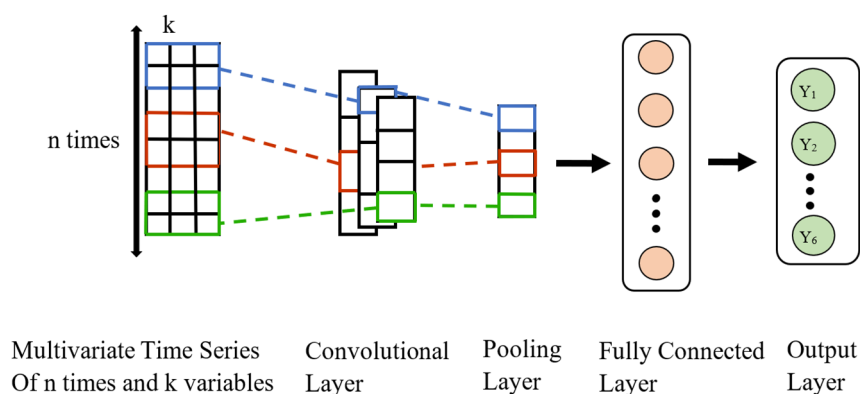 k
n times
Y1
Y2
Y6
Multivariate Time Series
Of n times and k variables
Convolutional
Layer
Pooling
Layer
Fully Connected
Layer
Output
Layer